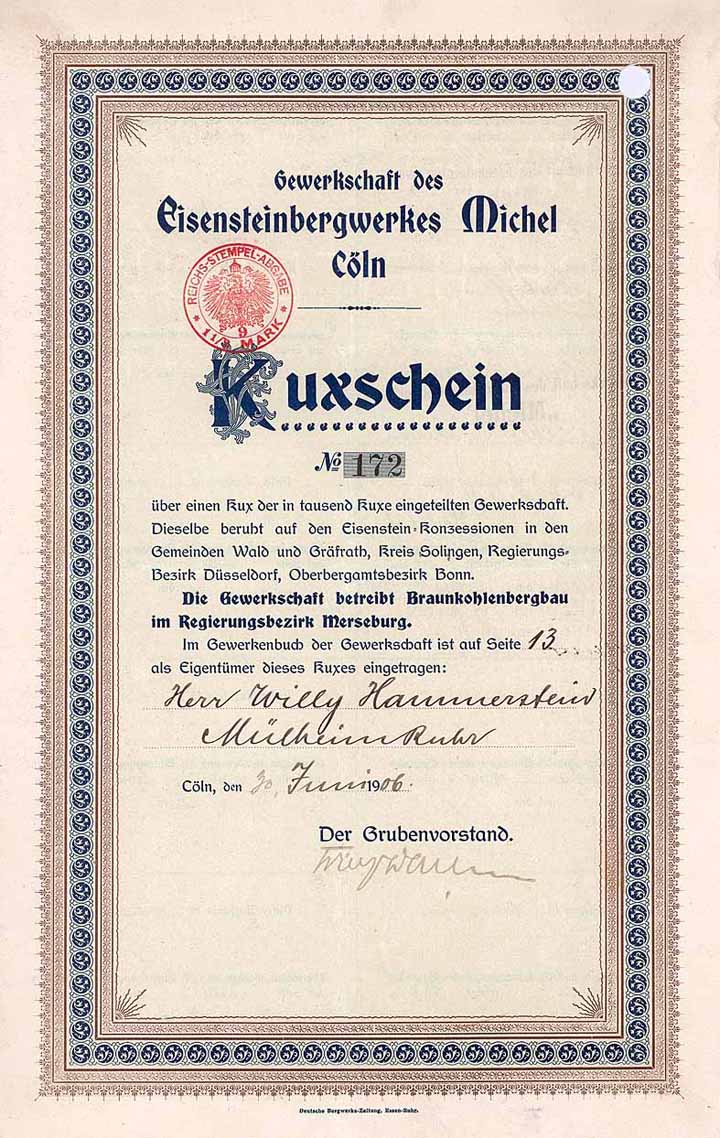 Gewerkschaft des
Eisensteinbergwerkes Michel
Cöln
REICHS-STEMPEL-ABGABE
9
1 1/2 MARK
Kuxschein
No 172
über einen Kux der in tausend Kuxe eingeteilten Gewerkschaft.
Dieselbe beruht auf den Eisenstein-Konzessionen in den
Gemeinden Wald und Gräfrath, Kreis Solingen, Regierungs-
Bezirk Düsseldorf, Oberbergamtsbezirk Bonn.
Die Gewerkschaft betreibt Braunkohlenbergbau
im Regierungsbezirk Merseburg.
Im Gewerkenbuch der Gewerkschaft ist auf Seite 13
als Eigentümer dieses Kuxes eingetragen:
Herr Willy Hammerstein
Mülheim Ruhr
Cöln, den 30. Juni 1906.
Der Grubenvorstand.
Deutsche Bergwerks-Zeitung, Essen-Ruhr.